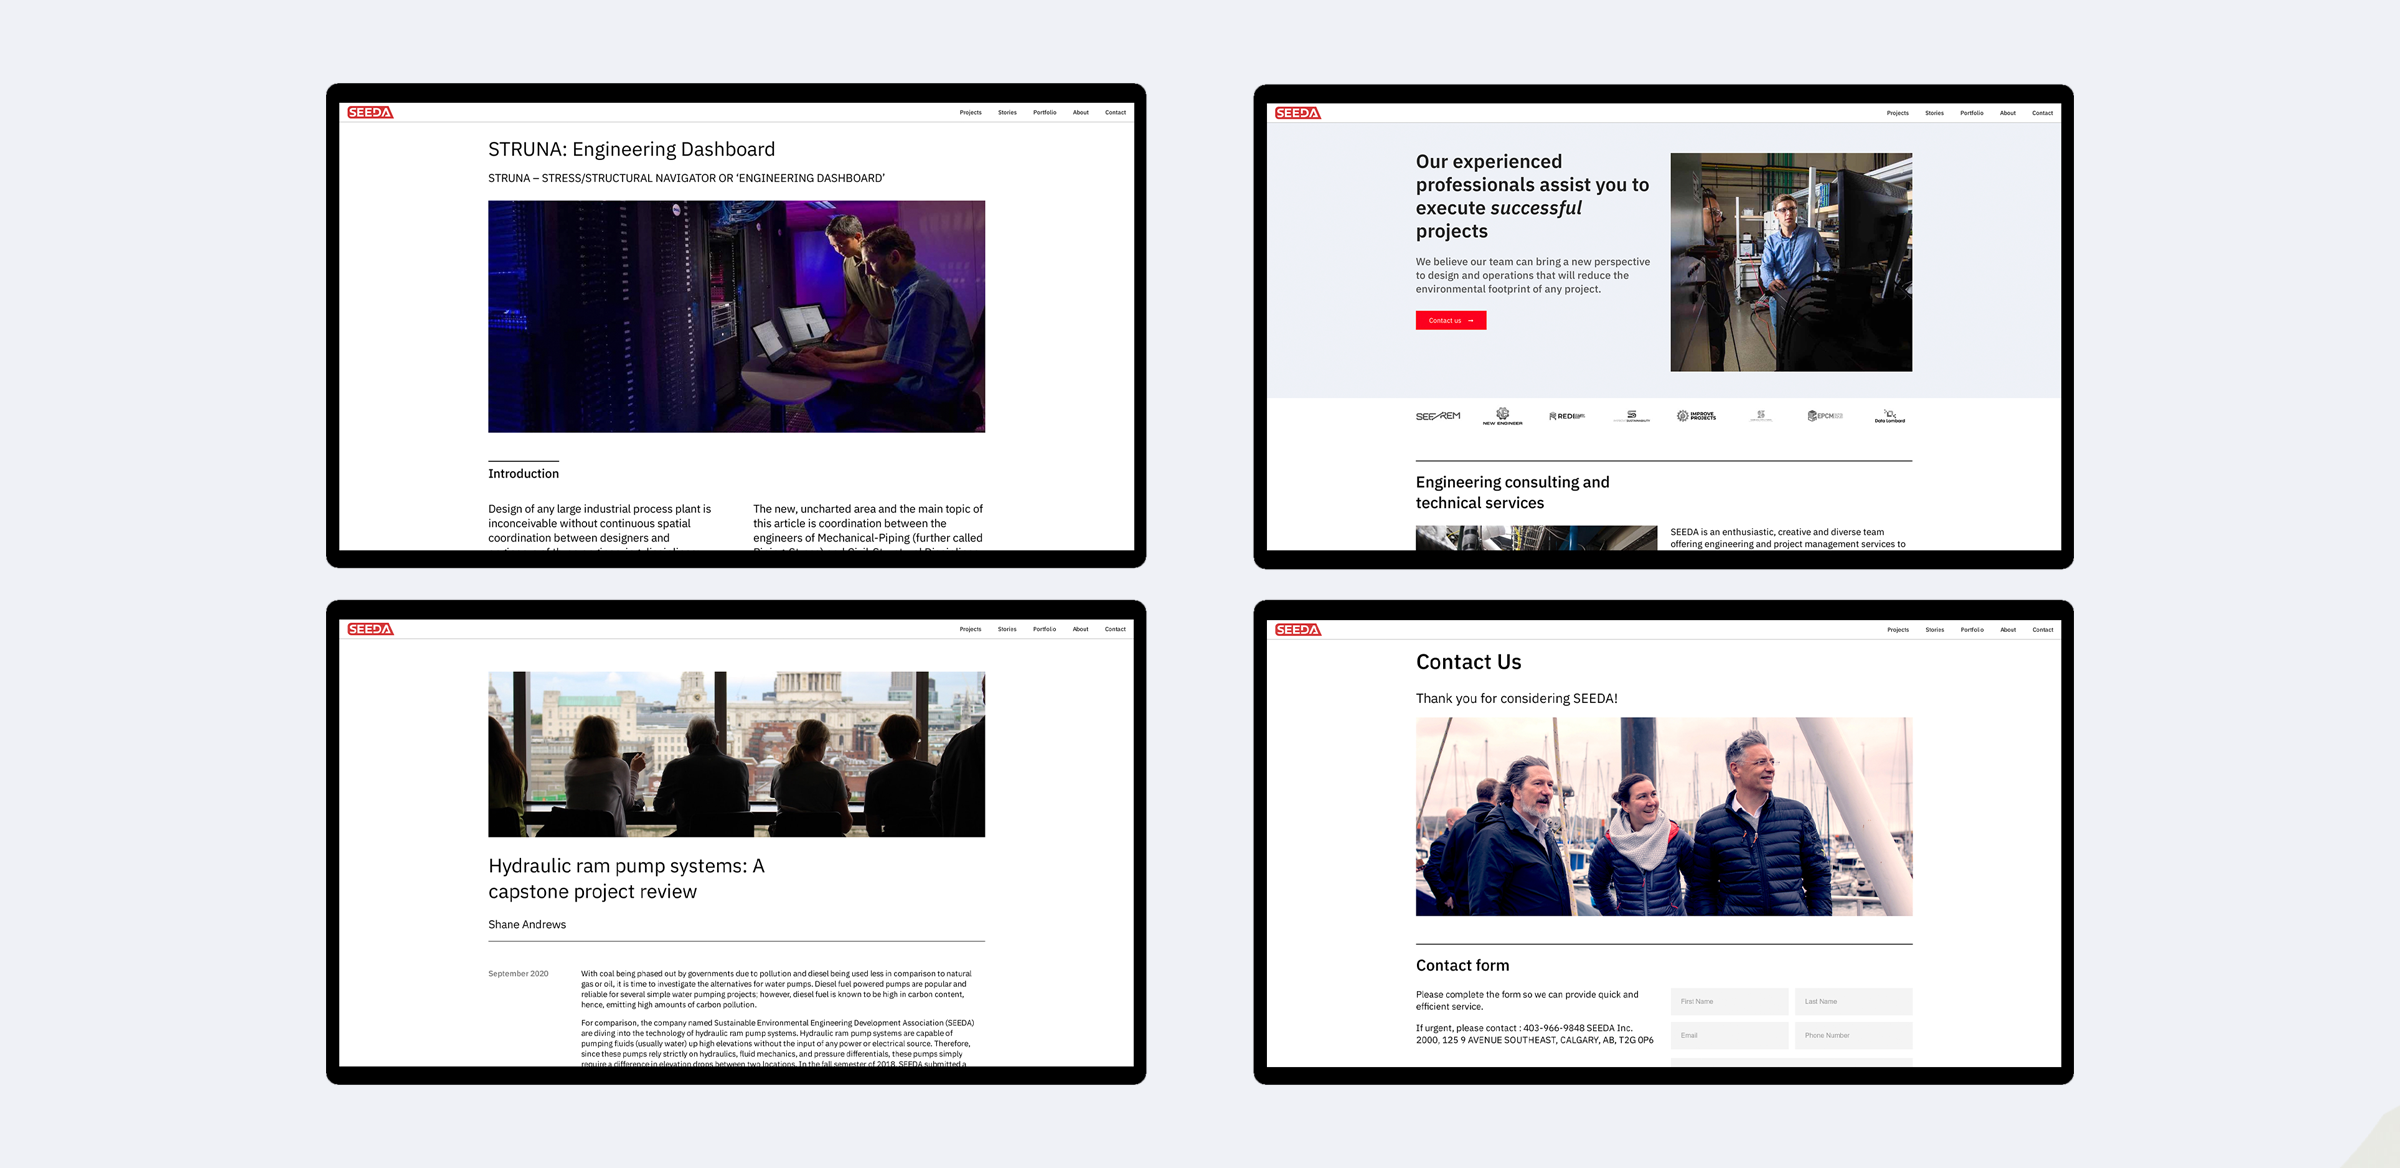 SEEDA
Projects Stories Portfolio About Contact
STRUNA: Engineering Dashboard
STRUNA – STRESS/STRUCTURAL NAVIGATOR OR ‘ENGINEERING DASHBOARD’
Introduction
Design of any large industrial process plant is
inconceivable without continuous spatial
coordination between designers and
The new, uncharted area and the main topic of
this article is coordination between the
engineers of Mechanical-Piping (further called
SEEDA
Projects Stories Portfolio About Contact
Our experienced
professionals assist you to
execute successful
projects
We believe our team can bring a new perspective
to design and operations that will reduce the
environmental footprint of any project.
Contact us →
SEEREM
NEW ENGINEER
IMPROVE
PROJECTS
EPCM
Data Lombard
Engineering consulting and
technical services
SEEDA is an enthusiastic, creative and diverse team
offering engineering and project management services to
SEEDA
Projects Stories Portfolio About Contact
Hydraulic ram pump systems: A
capstone project review
Shane Andrews
September 2020
With coal being phased out by governments due to pollution and diesel being used less in comparison to natural
gas or oil, it is time to investigate the alternatives for water pumps. Diesel fuel powered pumps are popular and
reliable for several simple water pumping projects; however, diesel fuel is known to be high in carbon content,
hence, emitting high amounts of carbon pollution.
For comparison, the company named Sustainable Environmental Engineering Development Association (SEEDA)
are diving into the technology of hydraulic ram pump systems. Hydraulic ram pump systems are capable of
pumping fluids (usually water) up high elevations without the input of any power or electrical source. Therefore,
since these pumps rely strictly on hydraulics, fluid mechanics, and pressure differentials, these pumps simply
require a difference in elevation drops between two locations. In the fall semester of 2018, SEEDA submitted a
SEEDA
Projects Stories Portfolio About Contact
Contact Us
Thank you for considering SEEDA!
Contact form
Please complete the form so we can provide quick and
efficient service.
If urgent, please contact : 403-966-9848 SEEDA Inc.
2000, 125 9 AVENUE SOUTHEAST, CALGARY, AB, T2G 0P6
First Name Last Name
Email Phone Number